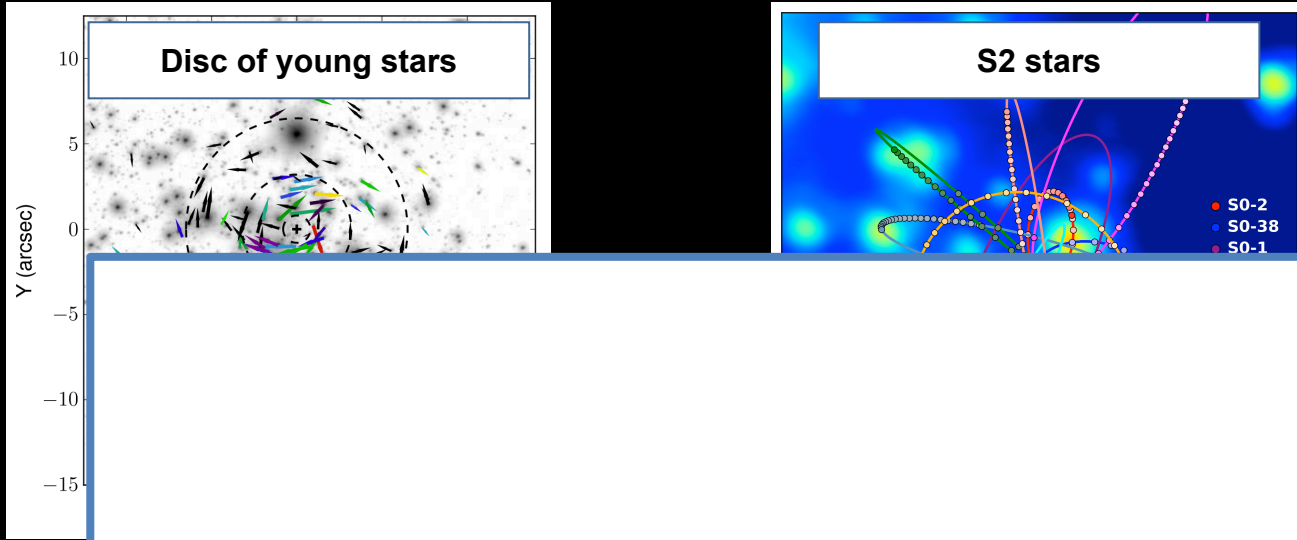 Disc of young stars
S2 stars
10
5
0
−5
−10
−15
Y (arcsec)
S0-2
S0-38
S0-1